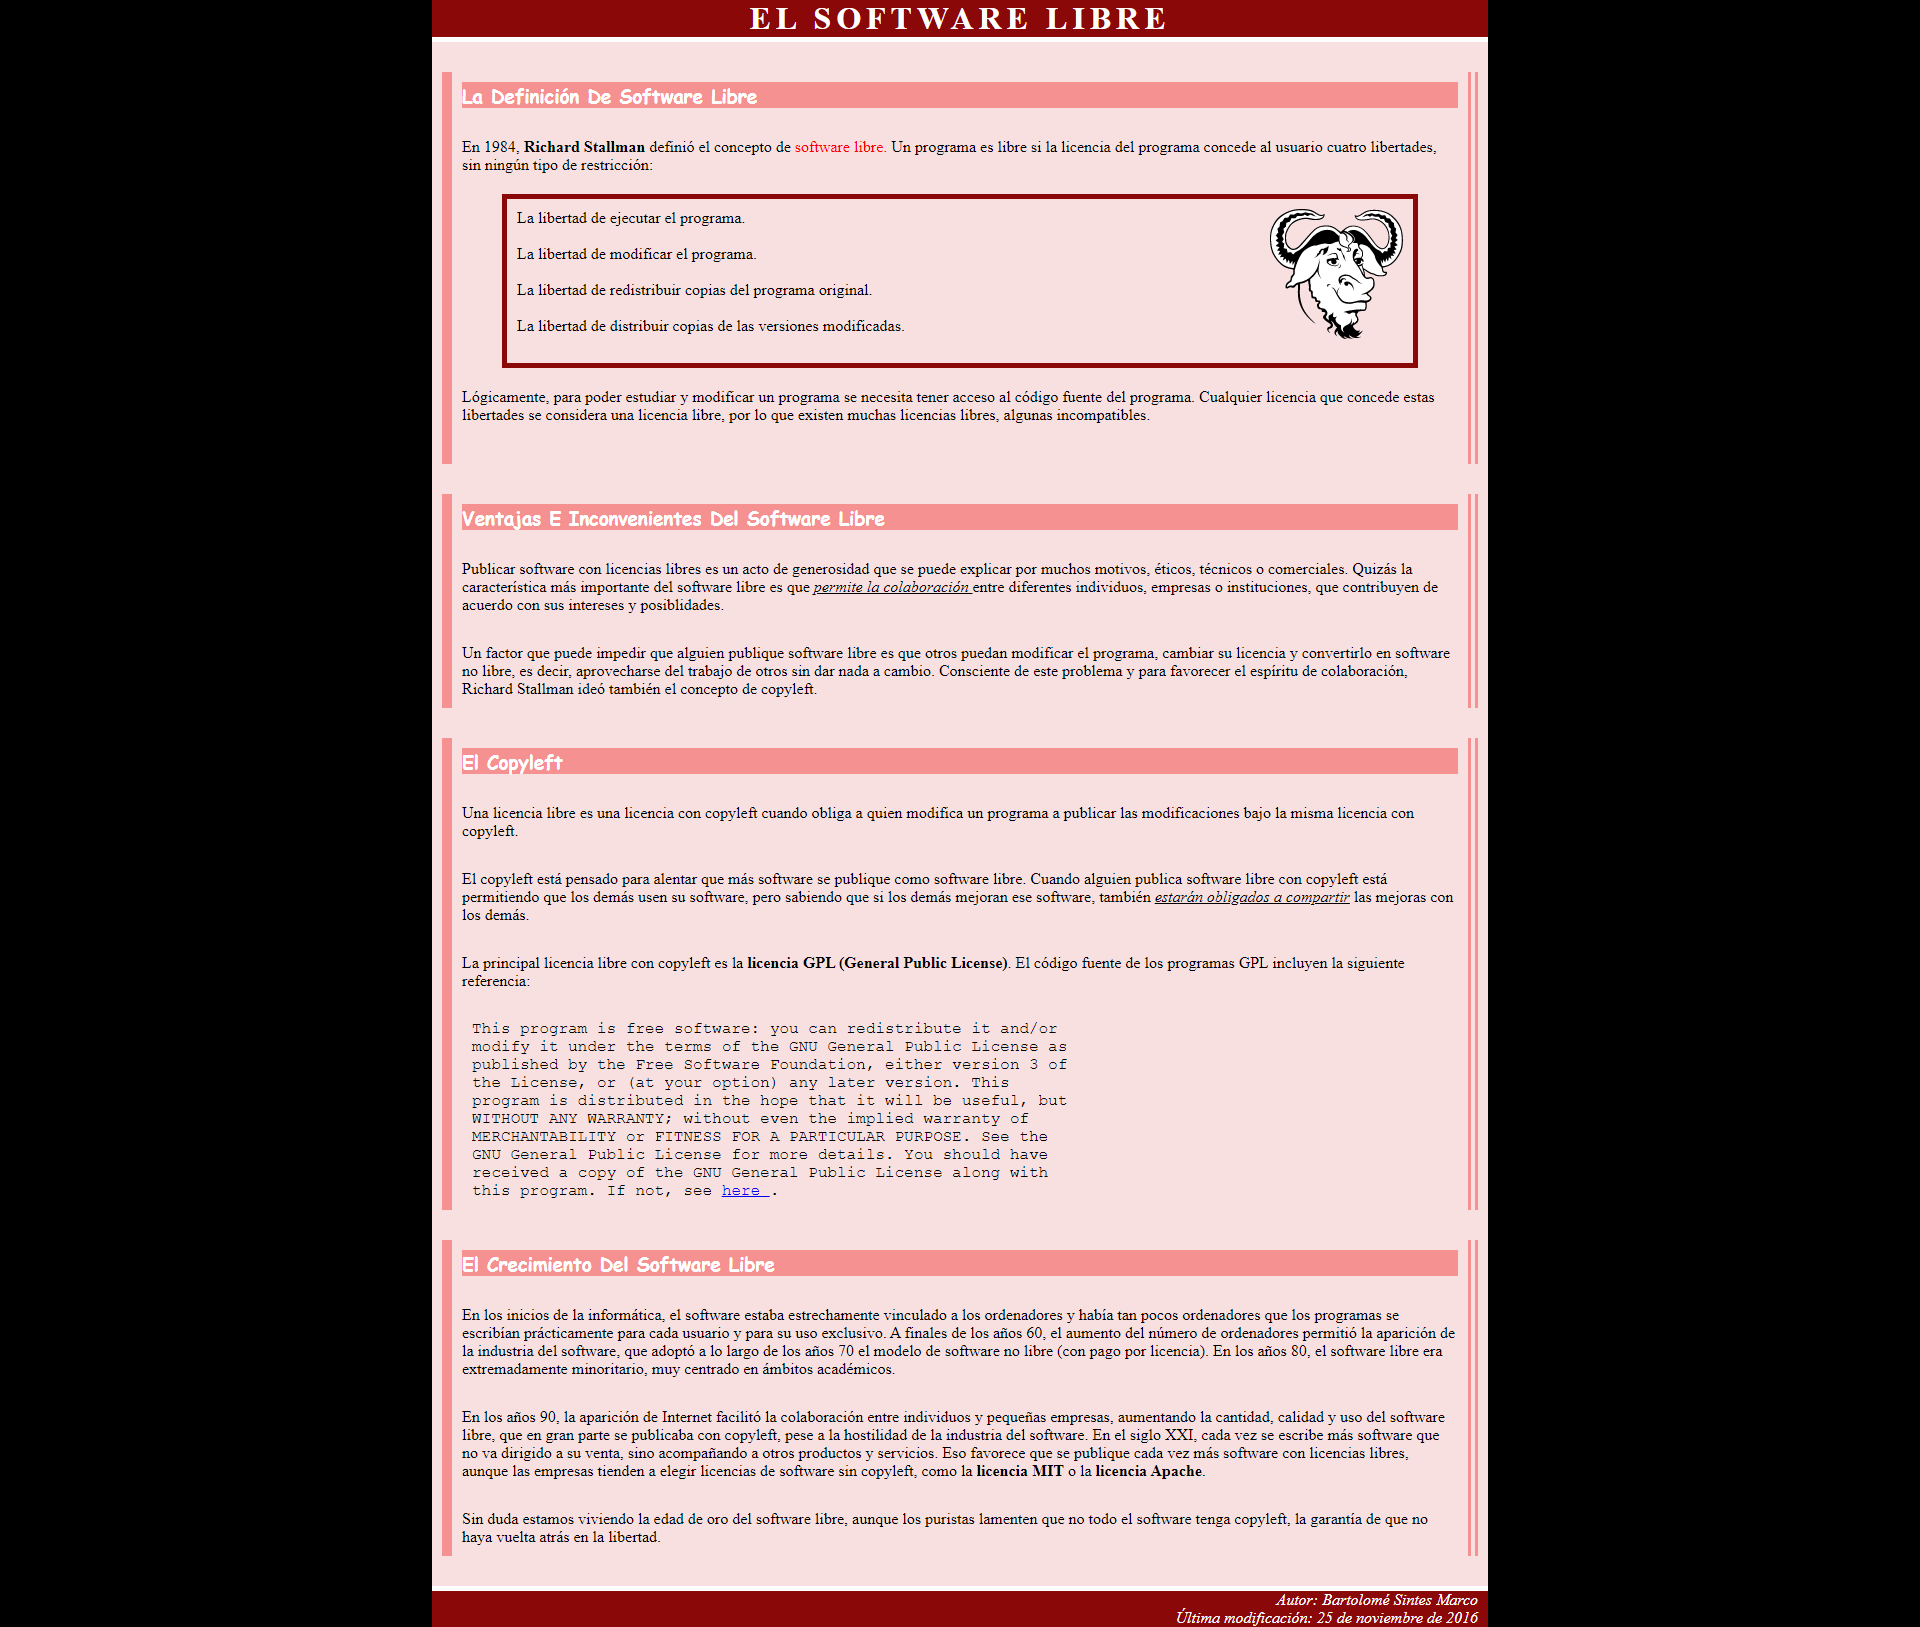 EL SOFTWARE LIBRE
La Definición De Software Libre
En 1984, Richard Stallman definió el concepto de software libre. Un programa es libre si la licencia del programa concede al usuario cuatro libertades,
sin ningún tipo de restricción:
La libertad de ejecutar el programa.
La libertad de modificar el programa.
La libertad de redistribuir copias del programa original.
La libertad de distribuir copias de las versiones modificadas.
Lógicamente, para poder estudiar y modificar un programa se necesita tener acceso al código fuente del programa. Cualquier licencia que concede estas
libertades se considera una licencia libre, por lo que existen muchas licencias libres, algunas incompatibles.
Ventajas E Inconvenientes Del Software Libre
Publicar software con licencias libres es un acto de generosidad que se puede explicar por muchos motivos, éticos, técnicos o comerciales. Quizás la
característica más importante del software libre es que permite la colaboración entre diferentes individuos, empresas o instituciones, que contribuyen de
acuerdo con sus intereses y posiblidades.
Un factor que puede impedir que alguien publique software libre es que otros puedan modificar el programa, cambiar su licencia y convertirlo en software
no libre, es decir, aprovecharse del trabajo de otros sin dar nada a cambio. Consciente de este problema y para favorecer el espíritu de colaboración,
Richard Stallman ideó también el concepto de copyleft.
El Copyleft
Una licencia libre es una licencia con copyleft cuando obliga a quien modifica un programa a publicar las modificaciones bajo la misma licencia con
copyleft.
El copyleft está pensado para alentar que más software se publique como software libre. Cuando alguien publica software libre con copyleft está
permitiendo que los demás usen su software, pero sabiendo que si los demás mejoran ese software, también estarán obligados a compartir las mejoras con
los demás.
La principal licencia libre con copyleft es la licencia GPL (General Public License). El código fuente de los programas GPL incluyen la siguiente
referencia:
This program is free software: you can redistribute it and/or
modify it under the terms of the GNU General Public License as
published by the Free Software Foundation, either version 3 of
the License, or (at your option) any later version. This
program is distributed in the hope that it will be useful, but
WITHOUT ANY WARRANTY; without even the implied warranty of
MERCHANTABILITY or FITNESS FOR A PARTICULAR PURPOSE. See the
GNU General Public License for more details. You should have
received a copy of the GNU General Public License along with
this program. If not, see here .
El Crecimiento Del Software Libre
En los inicios de la informática, el software estaba estrechamente vinculado a los ordenadores y había tan pocos ordenadores que los programas se
escribían prácticamente para cada usuario y para su uso exclusivo. A finales de los años 60, el aumento del número de ordenadores permitió la aparición de
la industria del software, que adoptó a lo largo de los años 70 el modelo de software no libre (con pago por licencia). En los años 80, el software libre era
extremadamente minoritario, muy centrado en ámbitos académicos.
En los años 90, la aparición de Internet facilitó la colaboración entre individuos y pequeñas empresas, aumentando la cantidad, calidad y uso del software
libre, que en gran parte se publicaba con copyleft, pese a la hostilidad de la industria del software. En el siglo XXI, cada vez se escribe más software que
no va dirigido a su venta, sino acompañando a otros productos y servicios. Eso favorece que se publique cada vez más software con licencias libres,
aunque las empresas tienden a elegir licencias de software sin copyleft, como la licencia MIT o la licencia Apache.
Sin duda estamos viviendo la edad de oro del software libre, aunque los puristas lamenten que no todo el software tenga copyleft, la garantía de que no
haya vuelta atrás en la libertad.
Autor: Bartolomé Sintes Marco
Última modificación: 25 de noviembre de 2016